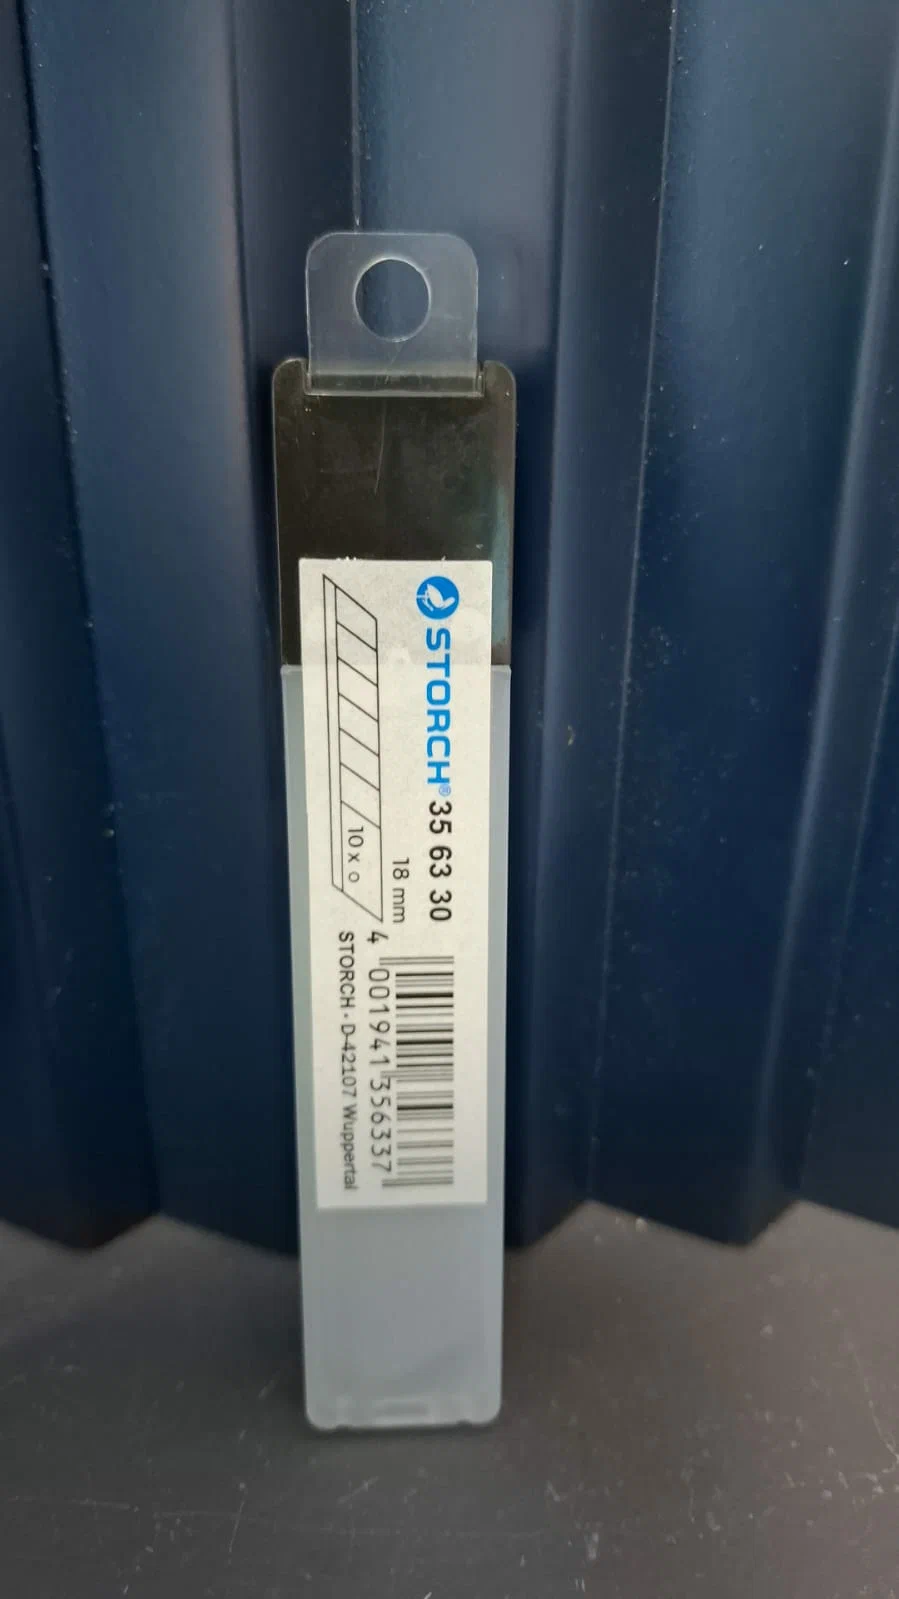 STORCH® 35 63 30
18 mm
10 x
4 001941 356337
STORCH · D-42107 Wuppertal